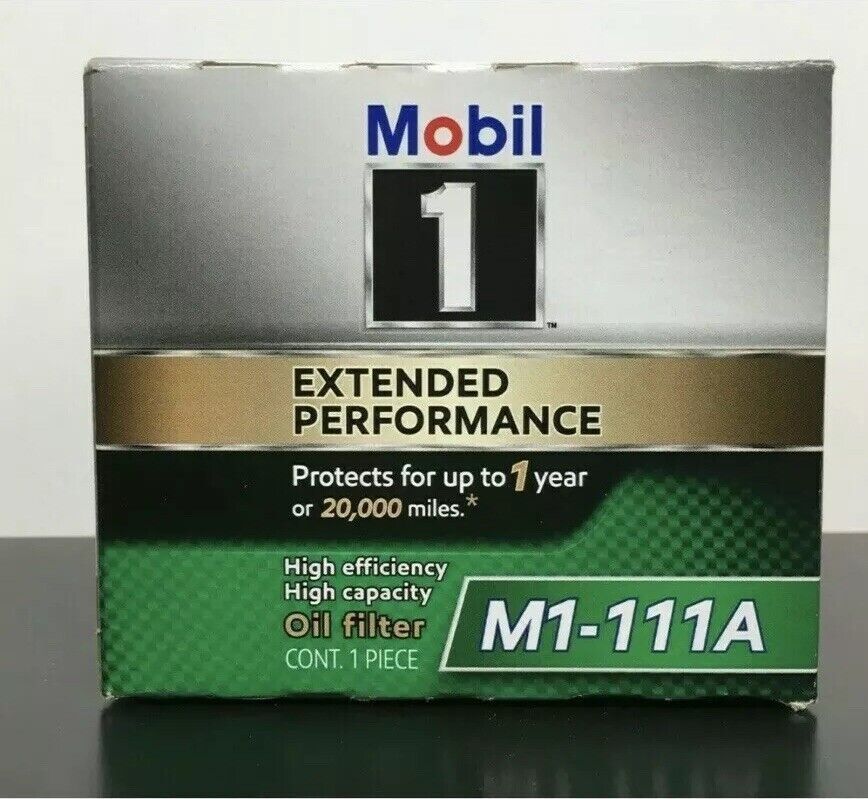 Mobil
1
™
EXTENDED
PERFORMANCE
Protects for up to 1 year
or 20,000 miles.*
High efficiency
High capacity
Oil filter
CONT. 1 PIECE
M1-111A